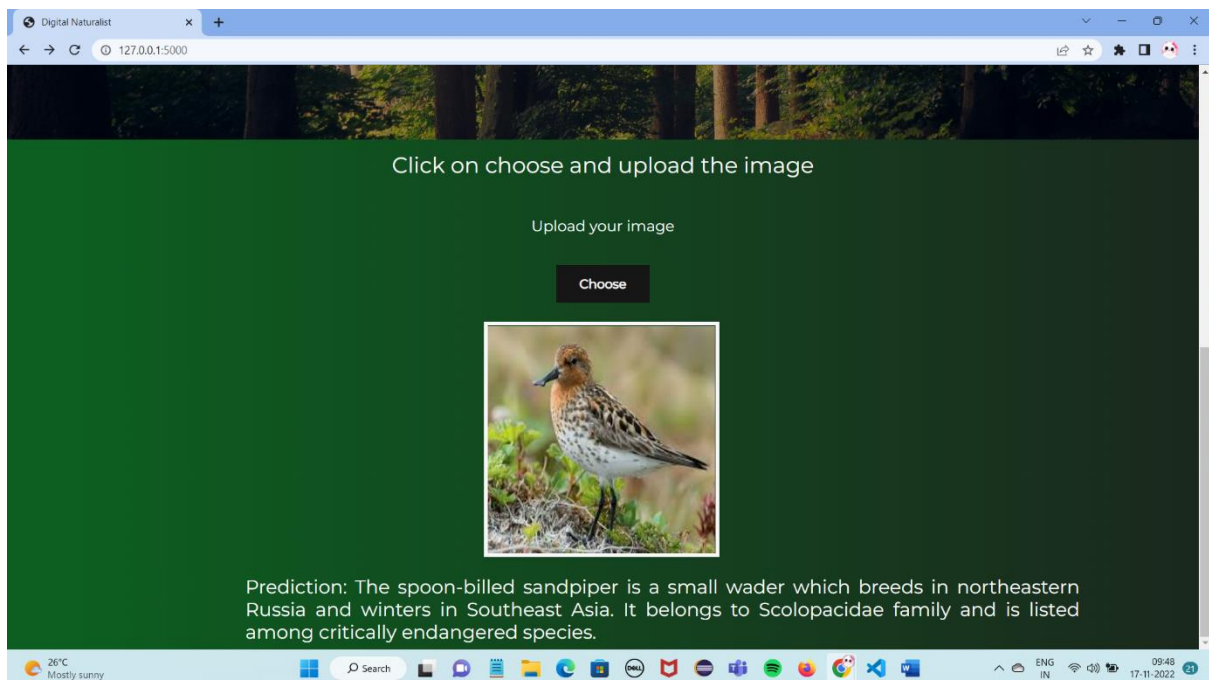 Digital Naturalist
127.0.0.1:5000
Click on choose and upload the image
Upload your image
Choose
Prediction: The spoon-billed sandpiper is a small wader which breeds in northeastern
Russia and winters in Southeast Asia. It belongs to Scolopacidae family and is listed
among critically endangered species.
26°C
Mostly sunny
Search
DELL
ENG
IN
09:48
17-11-2022
21